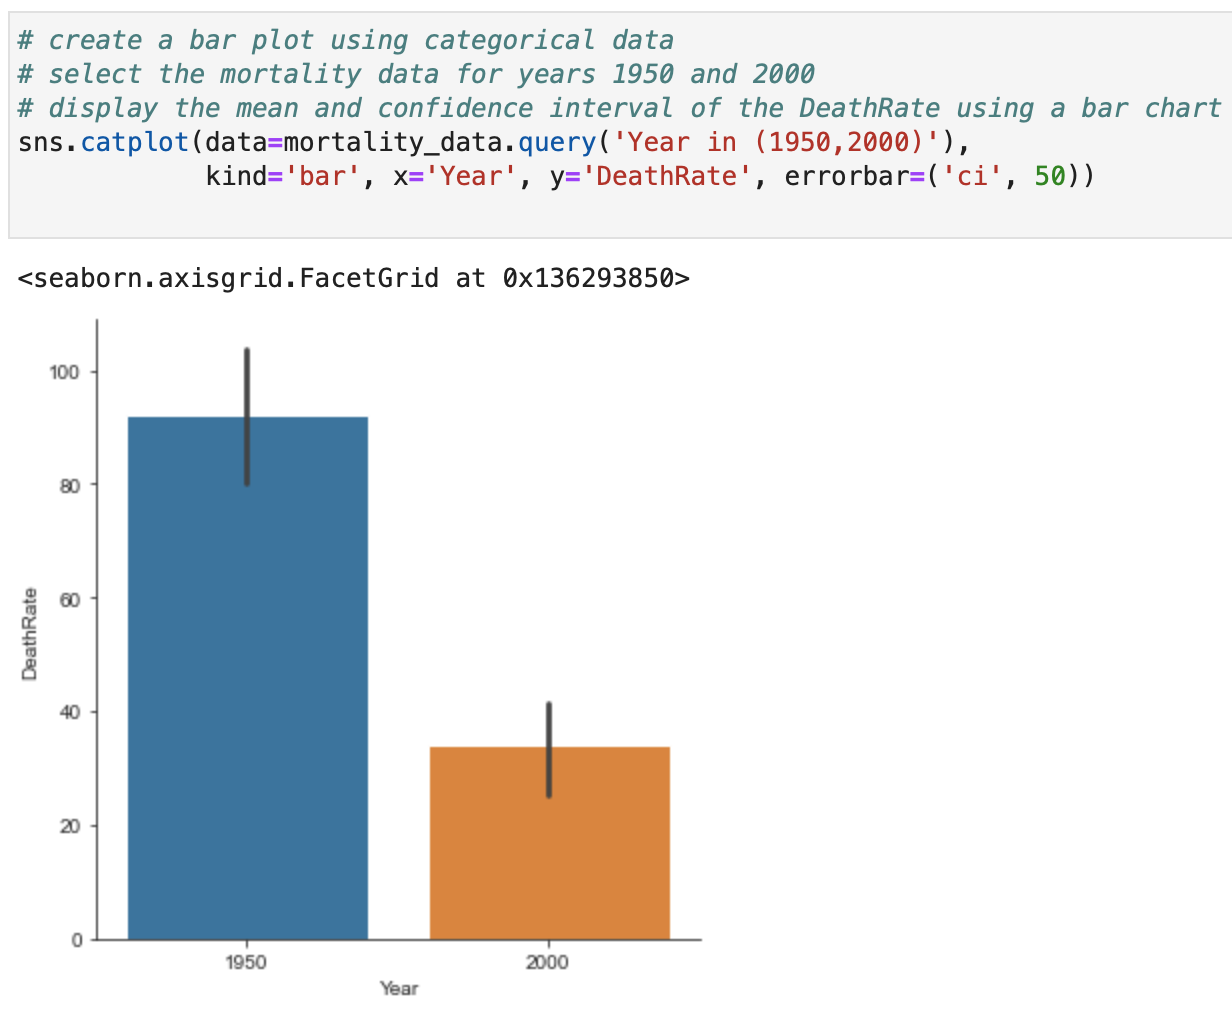 # create a bar plot using categorical data
# select the mortality data for years 1950 and 2000
# display the mean and confidence interval of the DeathRate using a bar chart
sns.catplot(data=mortality_data.query('Year in (1950,2000)'),
            kind='bar', x='Year', y='DeathRate', errorbar=('ci', 50))
<seaborn.axisgrid.FacetGrid at 0x136293850>
100
80
60
40
20
0
DeathRate
1950
2000
Year